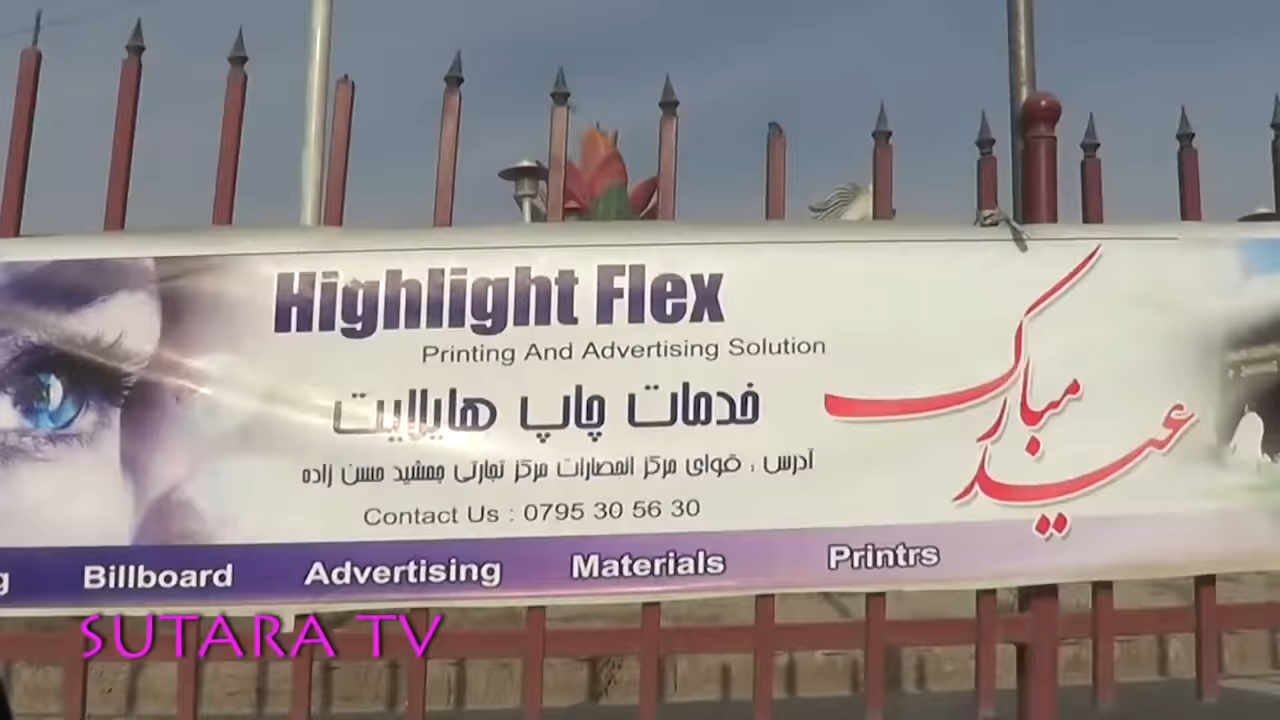 Highlight Flex
Printing And Advertising Solution
خدمات چاپ هایلایت
آدرس : قوای مرکز انحصارات مرکز تجارتی جمشید حسن زاده
Contact Us : 0795 30 56 30
عید مبارک
Billboard Advertising Materials Printrs
SUTARA TV